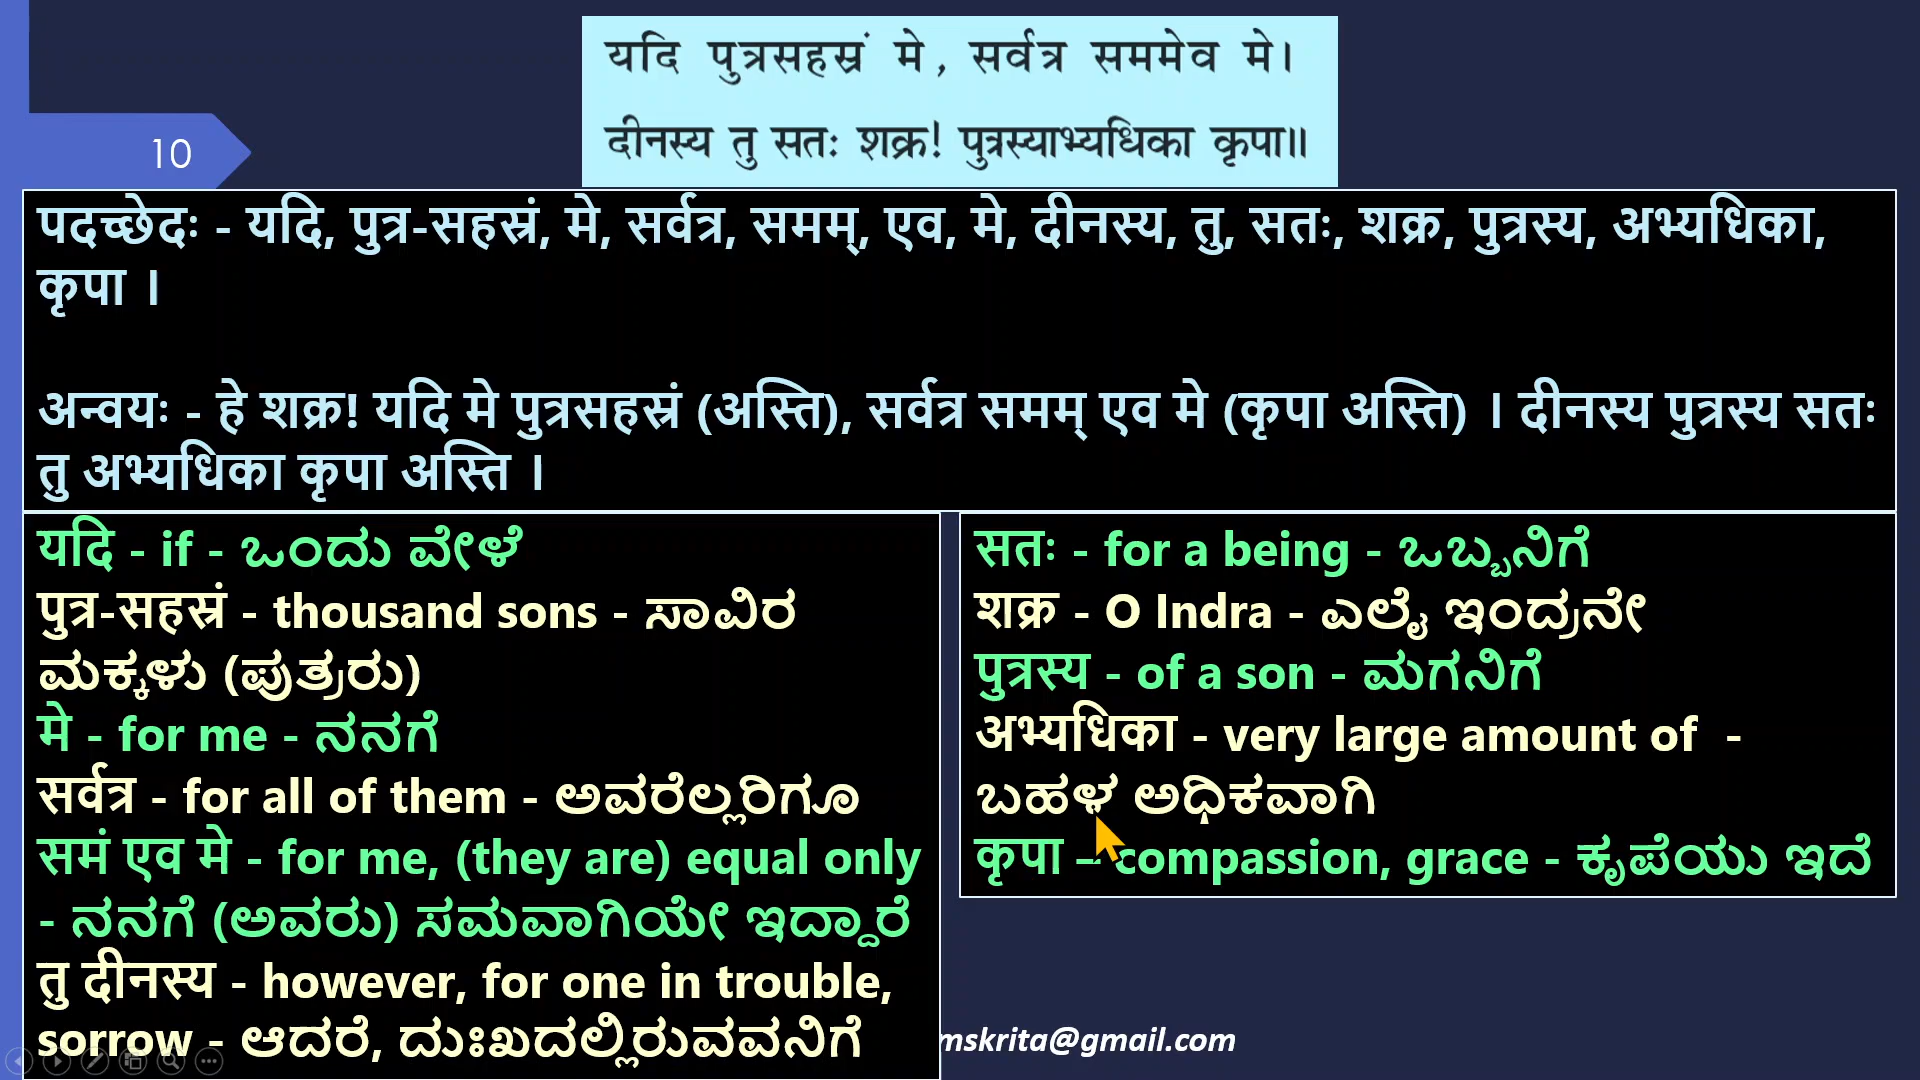 यदि पुत्रसहस्रं मे, सर्वत्र सममेव मे।
दीनस्य तु सतः शक्र! पुत्रस्याभ्यधिका कृपा॥
10
पदच्छेदः - यदि, पुत्र-सहस्रं, मे, सर्वत्र, समम्, एव, मे, दीनस्य, तु, सतः, शक्र, पुत्रस्य, अभ्यधिका,
कृपा ।
अन्वयः - हे शक्र! यदि मे पुत्रसहस्रं (अस्ति), सर्वत्र समम् एव मे (कृपा अस्ति) । दीनस्य पुत्रस्य सतः
तु अभ्यधिका कृपा अस्ति ।
यदि - if - ಒಂದು ವೇಳೆ
पुत्र-सहस्रं - thousand sons - ಸಾವಿರ
ಮಕ್ಕಳು (ಪುತ್ರರು)
मे - for me - ನನಗೆ
सर्वत्र - for all of them - ಅವರೆಲ್ಲರಿಗೂ
समं एव मे - for me, (they are) equal only
- ನನಗೆ (ಅವರು) ಸಮವಾಗಿಯೇ ಇದ್ದಾರೆ
तु दीनस्य - however, for one in trouble,
sorrow - ಆದರೆ, ದುಃಖದಲ್ಲಿರುವವನಿಗೆ
सतः - for a being - ಒಬ್ಬನಿಗೆ
शक्र - O Indra - ಎಲೈ ಇಂದ್ರನೇ
पुत्रस्य - of a son - ಮಗನಿಗೆ
अभ्यधिका - very large amount of -
ಬಹಳ ಅಧಿಕವಾಗಿ
कृपा – compassion, grace - ಕೃಪೆಯು ಇದೆ
mskrita@gmail.com